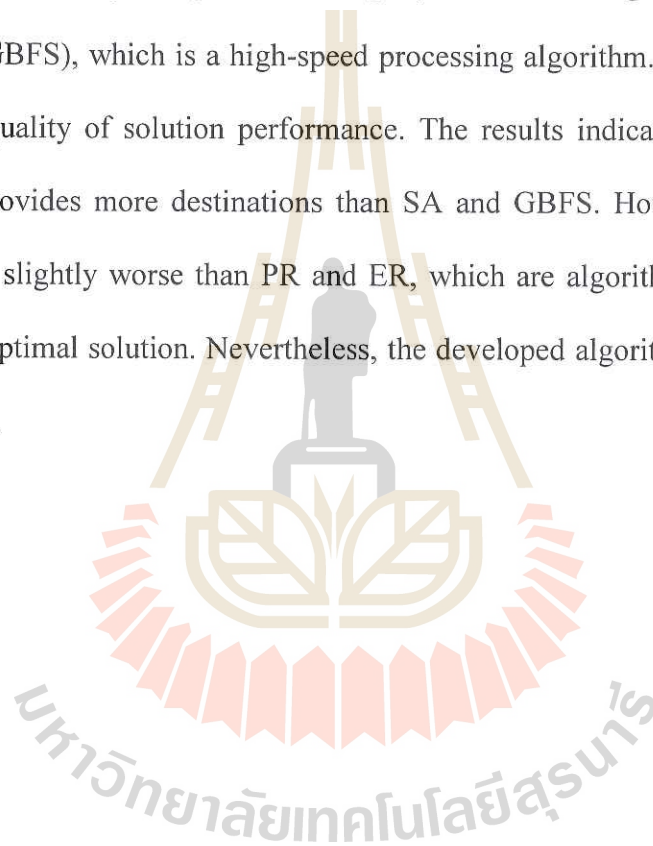 GBFS), which is a high-speed processing algorithm.
uality of solution performance. The results indica
ovides more destinations than SA and GBFS. Ho
slightly worse than PR and ER, which are algorith
ptimal solution. Nevertheless, the developed algorit
มหาวิทยาลัยเทคโนโลยีสุรนารี